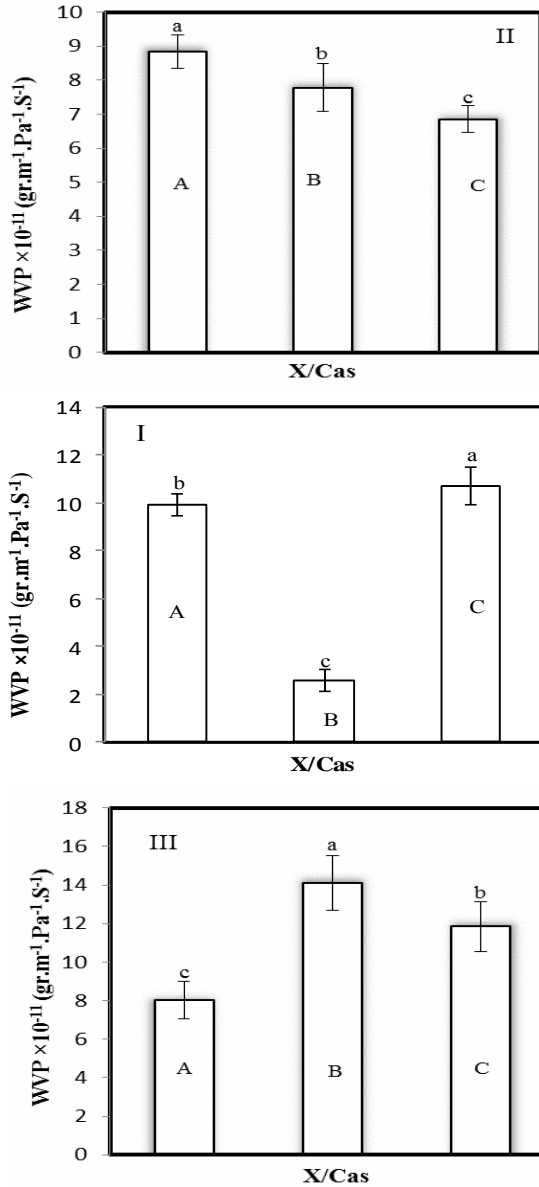 10
9
8
7
6
5
4
3
2
1
0
WVP ×10⁻¹¹ (gr.m⁻¹.Pa⁻¹.S⁻¹)
II
a
b
c
A
B
C
X/Cas
14
12
10
8
6
4
2
0
WVP ×10⁻¹¹ (gr.m⁻¹.Pa⁻¹.S⁻¹)
I
b
c
a
A
B
C
X/Cas
18
16
14
12
10
8
6
4
2
0
WVP ×10⁻¹¹ (gr.m⁻¹.Pa⁻¹.S⁻¹)
III
c
a
b
A
B
C
X/Cas